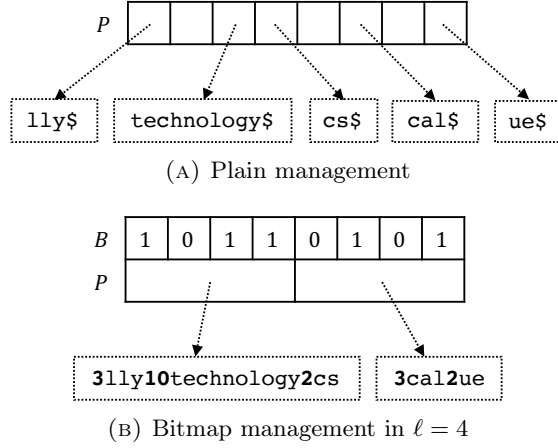 P
lly$ technology$ cs$ cal$ ue$
(A) Plain management
B 1 0 1 1 0 1 0 1
P
3lly10technology2cs 3cal2ue
(B) Bitmap management in ℓ = 4